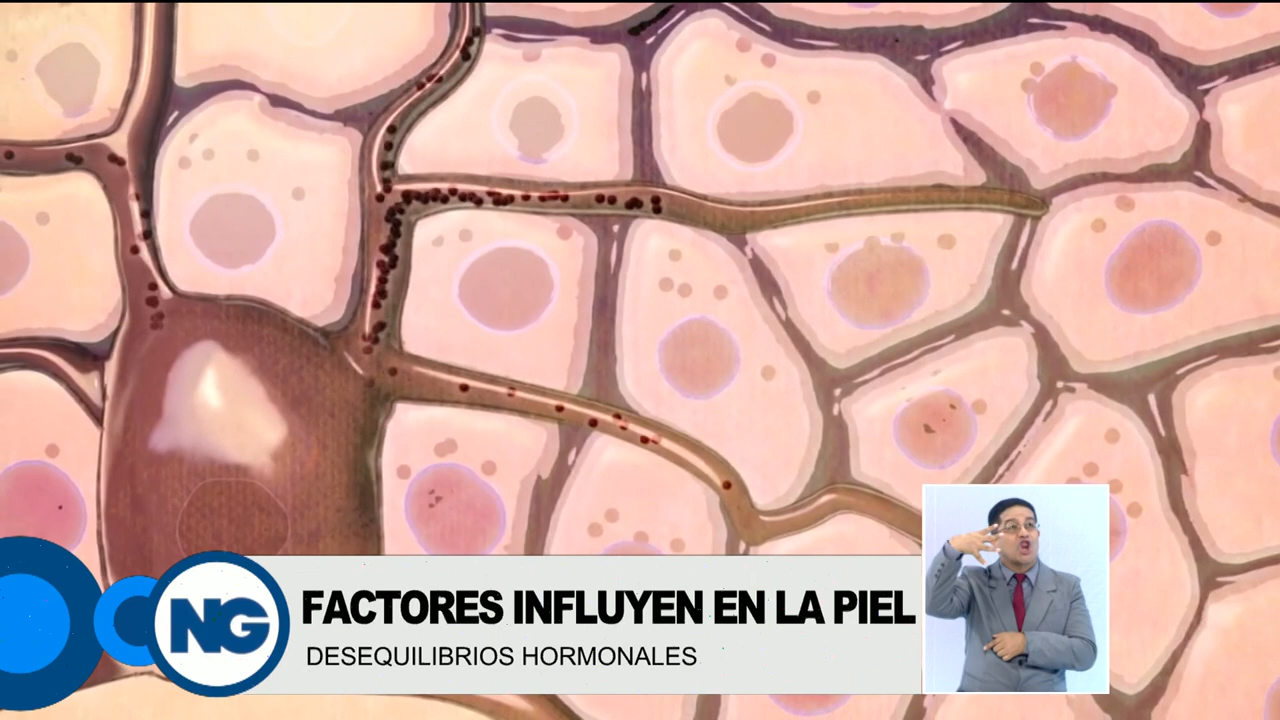 FACTORES INFLUYEN EN LA PIEL
NG
DESEQUILIBRIOS HORMONALES